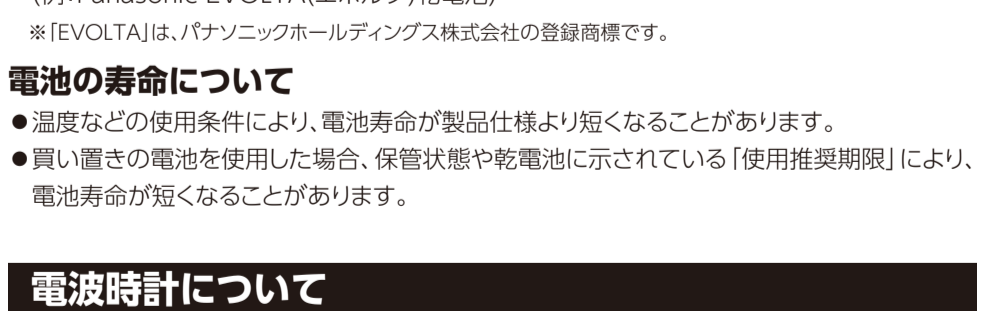 ※「EVOLTA」は、パナソニックホールディングス株式会社の登録商標です。
電池の寿命について
●温度などの使用条件により、電池寿命が製品仕様より短くなることがあります。
●買い置きの電池を使用した場合、保管状態や乾電池に示されている「使用推奨期限」により、
電池寿命が短くなることがあります。
電波時計について